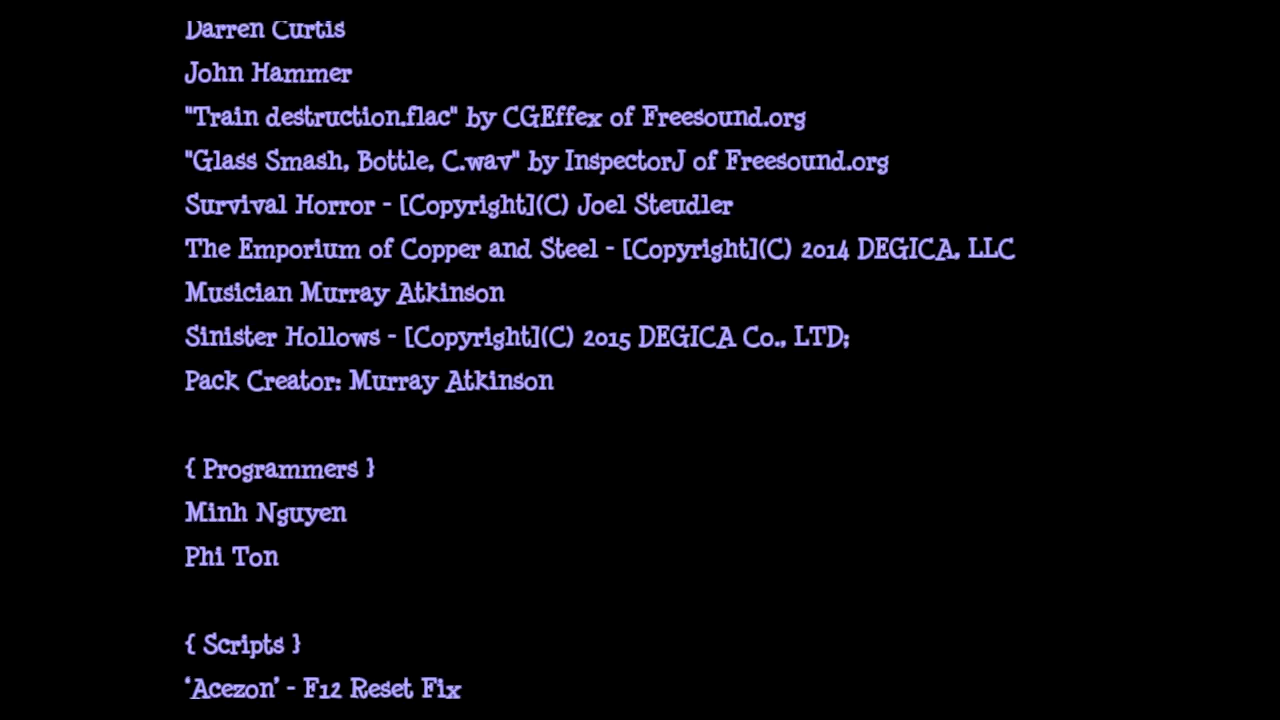 Darren Curtis
John Hammer
"Train destruction.flac" by CGEffex of Freesound.org
"Glass Smash, Bottle, C.wav" by InspectorJ of Freesound.org
Survival Horror - [Copyright](C) Joel Steudler
The Emporium of Copper and Steel - [Copyright](C) 2014 DEGICA, LLC
Musician Murray Atkinson
Sinister Hollows - [Copyright](C) 2015 DEGICA Co., LTD;
Pack Creator: Murray Atkinson
{ Programmers }
Minh Nguyen
Phi Ton
{ Scripts }
‘Acezon’ - F12 Reset Fix